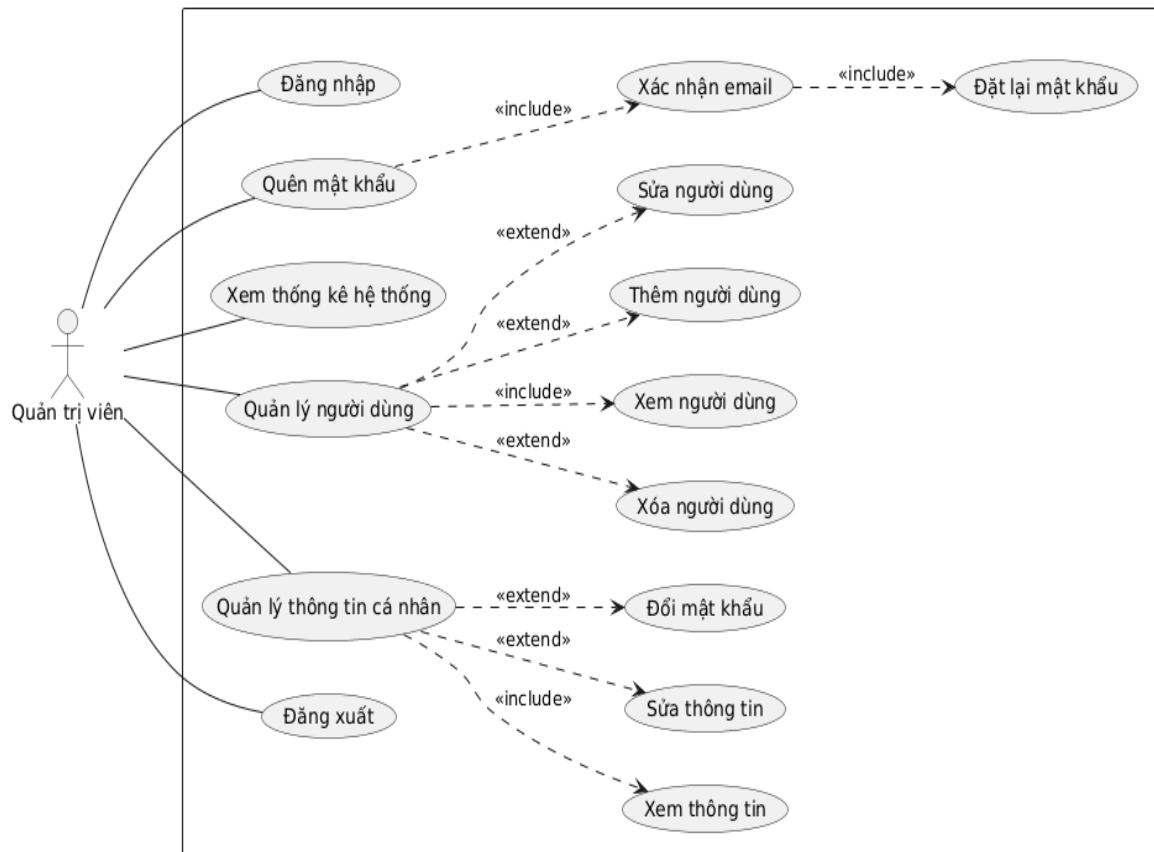 Đăng nhập
Xác nhận email
«include»
Đặt lại mật khẩu
«include»
Quên mật khẩu
Sửa người dùng
«extend»
Xem thống kê hệ thống
Thêm người dùng
«extend»
Quản trị viên
Quản lý người dùng
«include»
Xem người dùng
«extend»
Xóa người dùng
Quản lý thông tin cá nhân
«extend»
Đổi mật khẩu
«extend»
Sửa thông tin
«include»
Đăng xuất
Xem thông tin